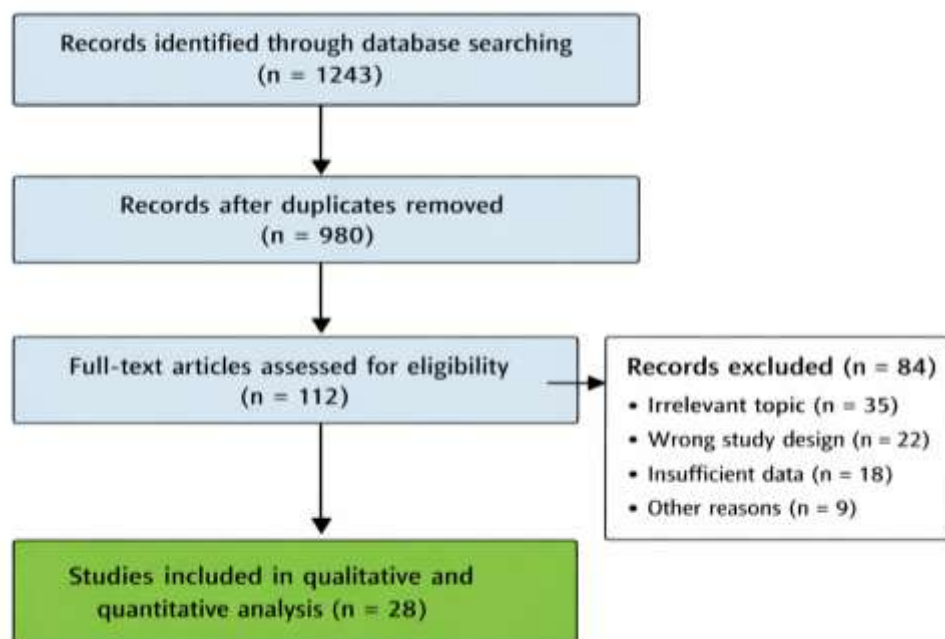 Records identified through database searching
(n = 1243)
Records after duplicates removed
(n = 980)
Full-text articles assessed for eligibility
(n = 112)
Records excluded (n = 84)
• Irrelevant topic (n = 35)
• Wrong study design (n = 22)
• Insufficient data (n = 18)
• Other reasons (n = 9)
Studies included in qualitative and
quantitative analysis (n = 28)